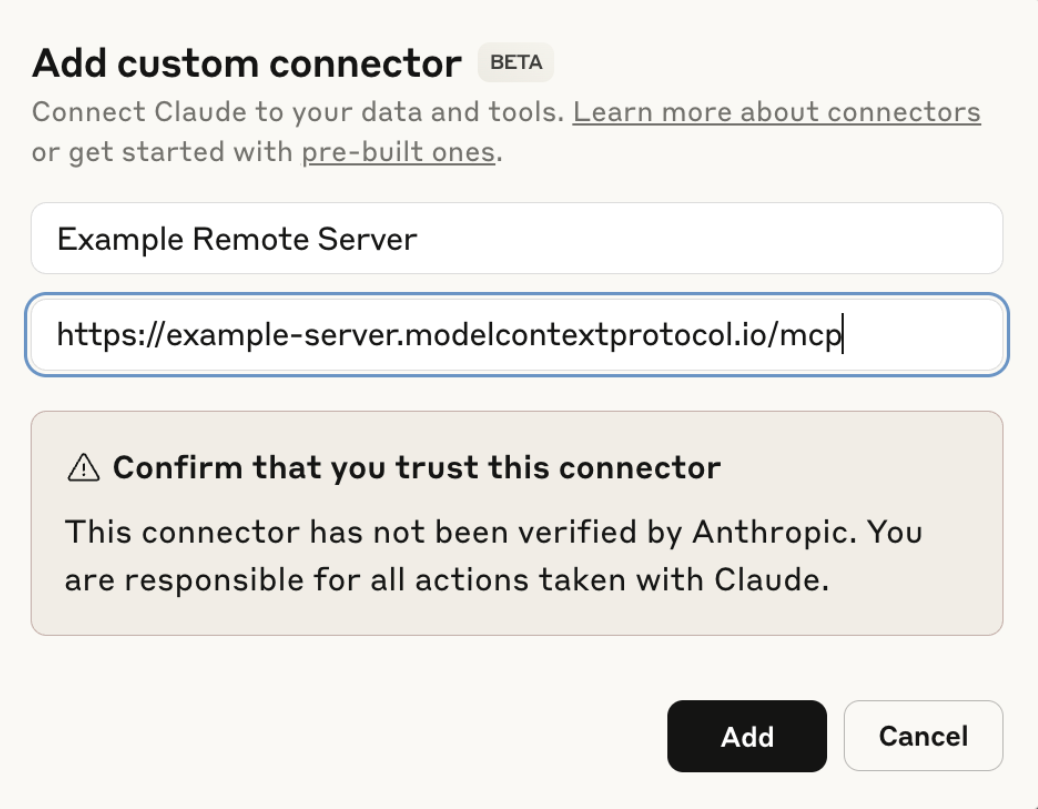 Add custom connector BETA
Connect Claude to your data and tools. Learn more about connectors
or get started with pre-built ones.
Example Remote Server
https://example-server.modelcontextprotocol.io/mcp
Confirm that you trust this connector
This connector has not been verified by Anthropic. You
are responsible for all actions taken with Claude.
Add Cancel